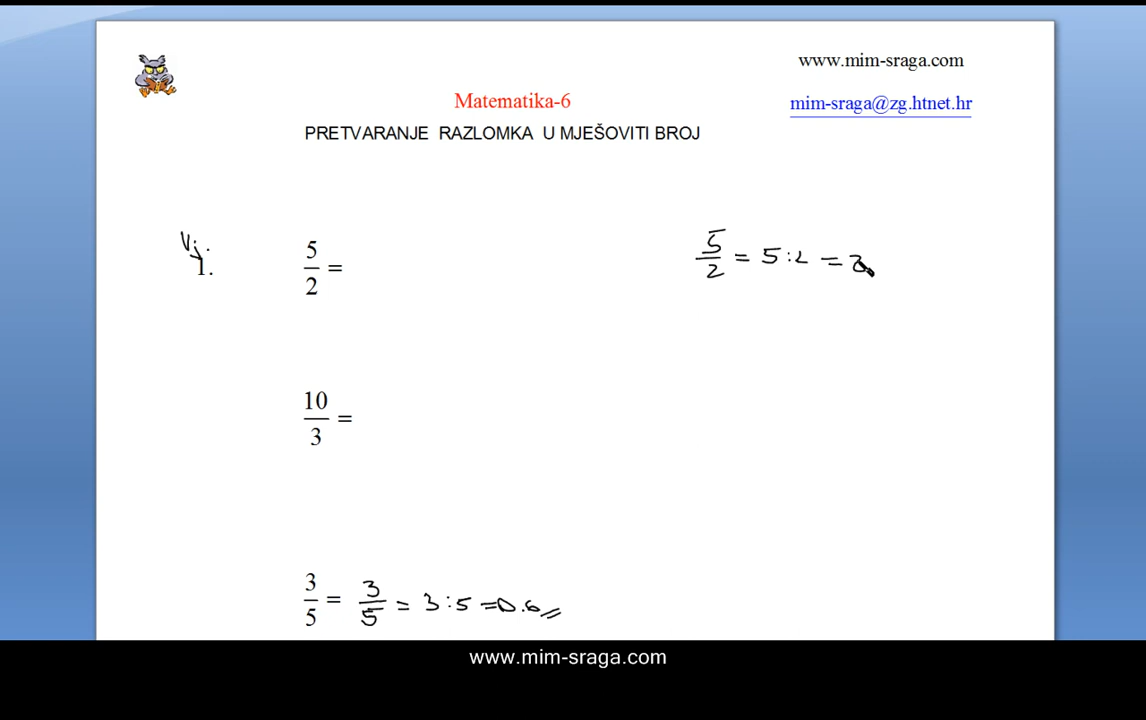 www.mim-sraga.com
Matematika-6
mim-sraga@zg.htnet.hr
PRETVARANJE RAZLOMKA U MJEŠOVITI BROJ
Vj.
1.
5/2 =
5/2 = 5:2 = 2.
10/3 =
3/5 = 3/5 = 3:5 = 0.6
www.mim-sraga.com